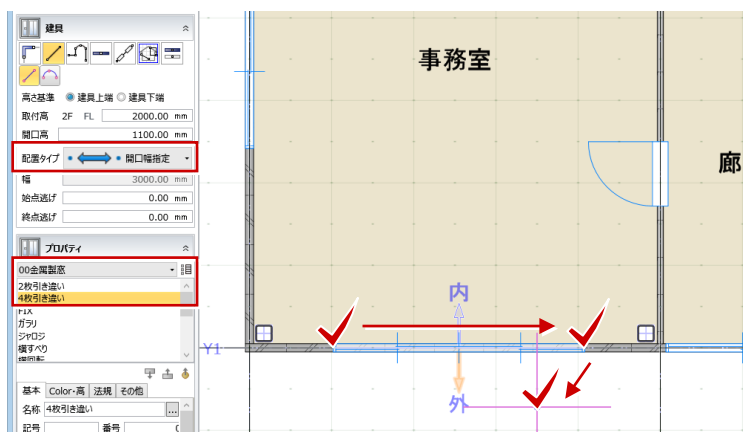 建具
高さ基準 建具上端 建具下端
取付高 2F FL 2000.00 mm
開口高 1100.00 mm
配置タイプ 開口幅指定
幅 3000.00 mm
始点逃げ 0.00 mm
終点逃げ 0.00 mm
プロパティ
00金属製窓
2枚引き違い
4枚引き違い
FIX
ガラリ
ジャロジ
横すべり
横回転
基本 Color・高 法規 その他
名称 4枚引き違い ...
記号 番号
事務室
廊
内
Y1
外